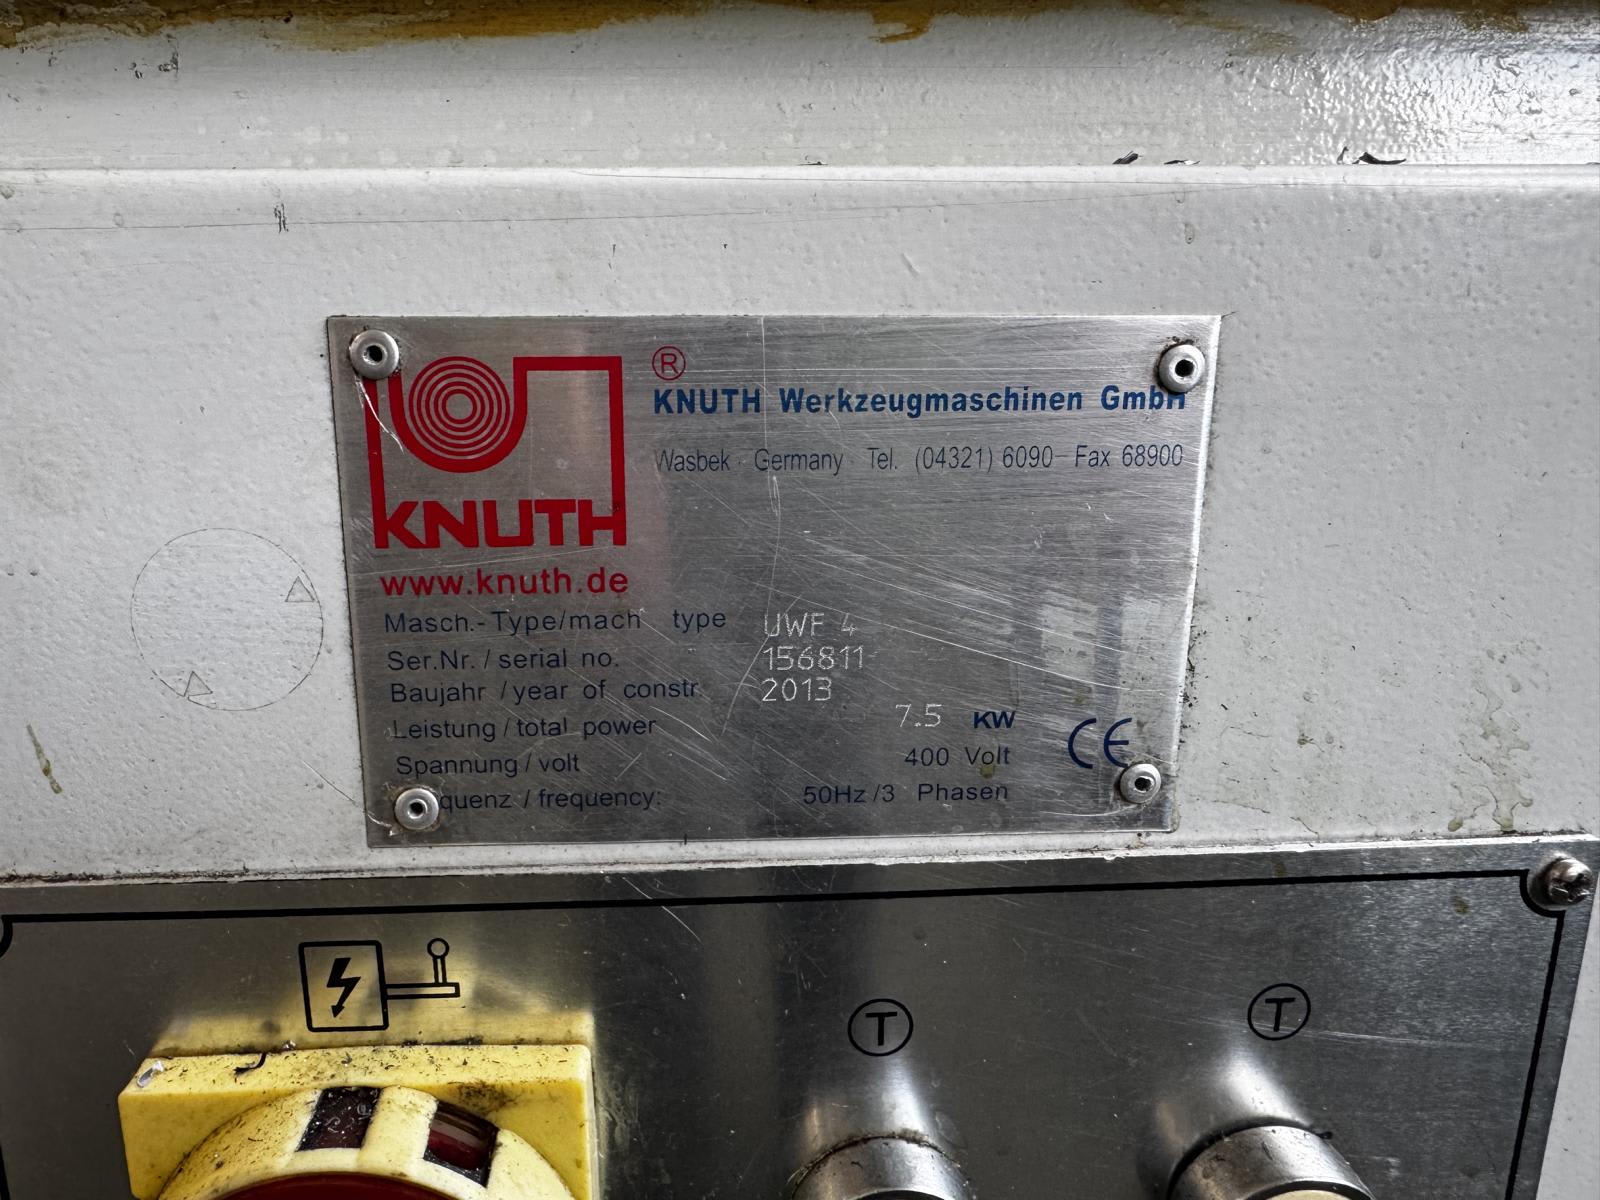 ®
KNUTH Werkzeugmaschinen GmbH
Wasbek · Germany · Tel. (04321) 6090 - Fax 68900
KNUTH
www.knuth.de
Masch.-Type/mach type UWF 4
Ser.Nr. / serial no. 156811
Baujahr / year of constr. 2013
Leistung / total power 7.5 KW
Spannung / volt 400 Volt
quenz / frequency: 50Hz /3 Phasen
CE
T
T